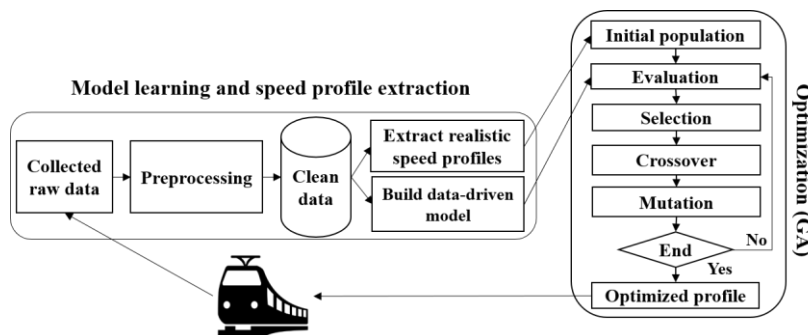 Model learning and speed profile extraction
Collected
raw data
Preprocessing
Clean
data
Extract realistic
speed profiles
Build data-driven
model
Initial population
Evaluation
Selection
Crossover
Mutation
End
No
Yes
Optimized profile
Optimization (GA)